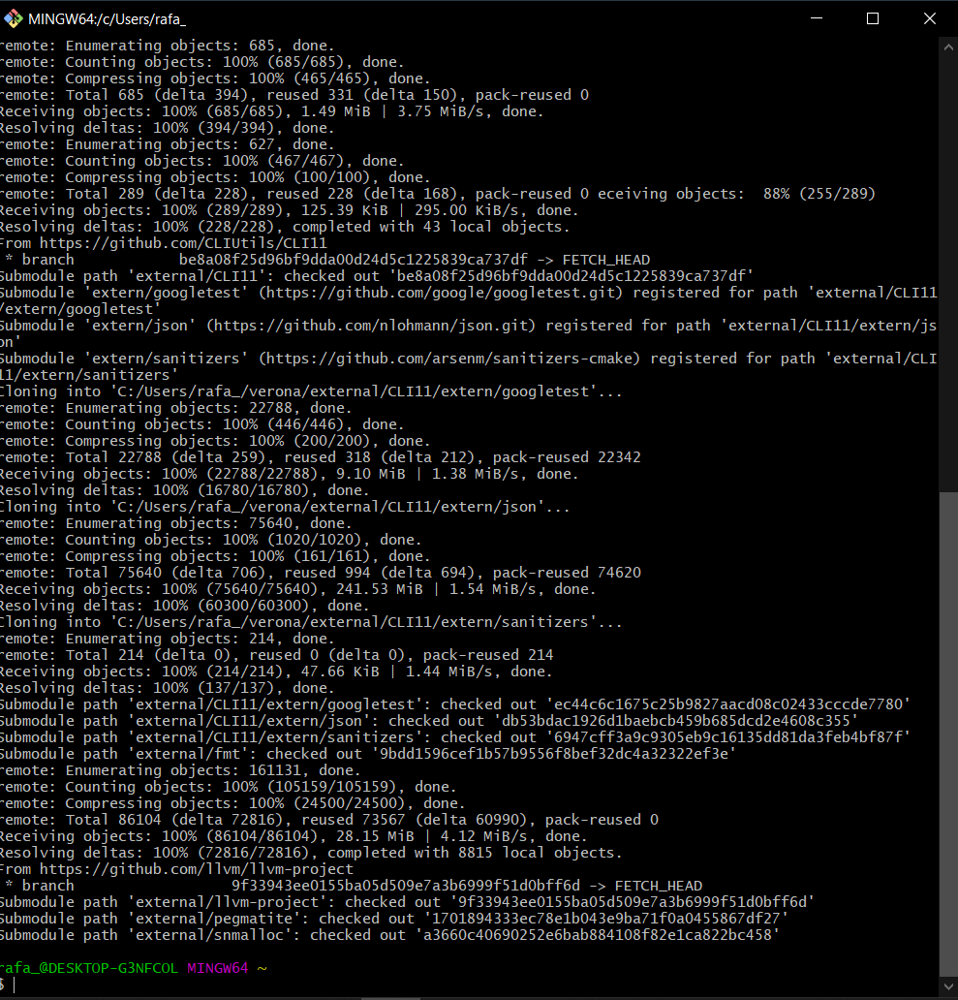 MINGW64:/c/Users/rafa_
remote: Enumerating objects: 685, done.
remote: Counting objects: 100% (685/685), done.
remote: Compressing objects: 100% (465/465), done.
remote: Total 685 (delta 394), reused 331 (delta 150), pack-reused 0
Receiving objects: 100% (685/685), 1.49 MiB | 3.75 MiB/s, done.
Resolving deltas: 100% (394/394), done.
remote: Enumerating objects: 627, done.
remote: Counting objects: 100% (467/467), done.
remote: Compressing objects: 100% (100/100), done.
remote: Total 289 (delta 228), reused 228 (delta 168), pack-reused 0 eceiving objects:  88% (255/289)
Receiving objects: 100% (289/289), 125.39 KiB | 295.00 KiB/s, done.
Resolving deltas: 100% (228/228), completed with 43 local objects.
From https://github.com/CLIUtils/CLI11
 * branch            be8a08f25d96bf9dda00d24d5c1225839ca737df -> FETCH_HEAD
Submodule path 'external/CLI11': checked out 'be8a08f25d96bf9dda00d24d5c1225839ca737df'
Submodule 'extern/googletest' (https://github.com/google/googletest.git) registered for path 'external/CLI11
/extern/googletest'
Submodule 'extern/json' (https://github.com/nlohmann/json.git) registered for path 'external/CLI11/extern/js
on'
Submodule 'extern/sanitizers' (https://github.com/arsenm/sanitizers-cmake) registered for path 'external/CLI
11/extern/sanitizers'
Cloning into 'C:/Users/rafa_/verona/external/CLI11/extern/googletest'...
remote: Enumerating objects: 22788, done.
remote: Counting objects: 100% (446/446), done.
remote: Compressing objects: 100% (200/200), done.
remote: Total 22788 (delta 259), reused 318 (delta 212), pack-reused 22342
Receiving objects: 100% (22788/22788), 9.10 MiB | 1.38 MiB/s, done.
Resolving deltas: 100% (16780/16780), done.
Cloning into 'C:/Users/rafa_/verona/external/CLI11/extern/json'...
remote: Enumerating objects: 75640, done.
remote: Counting objects: 100% (1020/1020), done.
remote: Compressing objects: 100% (161/161), done.
remote: Total 75640 (delta 706), reused 994 (delta 694), pack-reused 74620
Receiving objects: 100% (75640/75640), 241.53 MiB | 1.54 MiB/s, done.
Resolving deltas: 100% (60300/60300), done.
Cloning into 'C:/Users/rafa_/verona/external/CLI11/extern/sanitizers'...
remote: Enumerating objects: 214, done.
remote: Total 214 (delta 0), reused 0 (delta 0), pack-reused 214
Receiving objects: 100% (214/214), 47.66 KiB | 1.44 MiB/s, done.
Resolving deltas: 100% (137/137), done.
Submodule path 'external/CLI11/extern/googletest': checked out 'ec44c6c1675c25b9827aacd08c02433cccde7780'
Submodule path 'external/CLI11/extern/json': checked out 'db53bdac1926d1baebcb459b685dcd2e4608c355'
Submodule path 'external/CLI11/extern/sanitizers': checked out '6947cff3a9c9305eb9c16135dd81da3feb4bf87f'
Submodule path 'external/fmt': checked out '9bdd1596cef1b57b9556f8bef32dc4a32322ef3e'
remote: Enumerating objects: 161131, done.
remote: Counting objects: 100% (105159/105159), done.
remote: Compressing objects: 100% (24500/24500), done.
remote: Total 86104 (delta 72816), reused 73567 (delta 60990), pack-reused 0
Receiving objects: 100% (86104/86104), 28.15 MiB | 4.12 MiB/s, done.
Resolving deltas: 100% (72816/72816), completed with 8815 local objects.
From https://github.com/llvm/llvm-project
 * branch                  9f33943ee0155ba05d509e7a3b6999f51d0bff6d -> FETCH_HEAD
Submodule path 'external/llvm-project': checked out '9f33943ee0155ba05d509e7a3b6999f51d0bff6d'
Submodule path 'external/pegmatite': checked out '1701894333ec78e1b043e9ba71f0a0455867df27'
Submodule path 'external/snmalloc': checked out 'a3660c40690252e6bab884108f82e1ca822bc458'
rafa_@DESKTOP-G3NFCOL MINGW64 ~
$